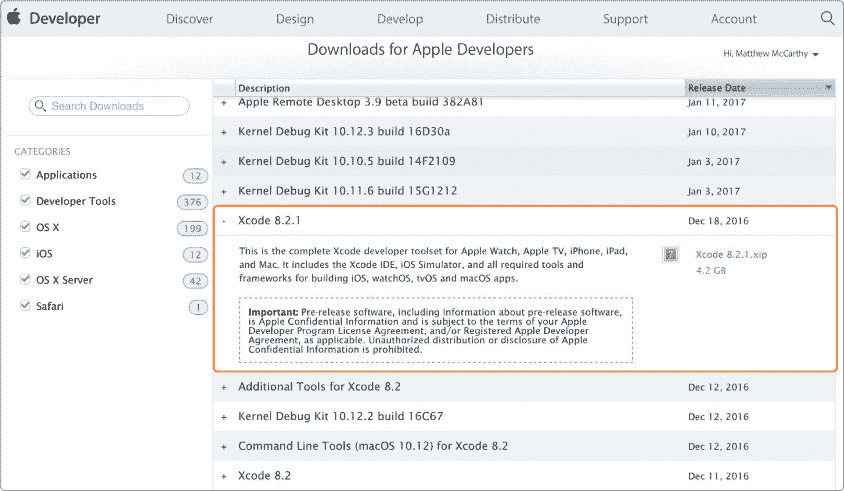 Developer Discover Design Develop Distribute Support Account
Downloads for Apple Developers
Hi, Matthew McCarthy
Search Downloads
CATEGORIES
Applications 12
Developer Tools 376
OS X 199
iOS 12
OS X Server 42
Safari 1
Description Release Date
+ Apple Remote Desktop 3.9 beta build 382A81 Jan 11, 2017
+ Kernel Debug Kit 10.12.3 build 16D30a Jan 10, 2017
+ Kernel Debug Kit 10.10.5 build 14F2109 Jan 3, 2017
+ Kernel Debug Kit 10.11.6 build 15G1212 Jan 3, 2017
- Xcode 8.2.1 Dec 18, 2016
This is the complete Xcode developer toolset for Apple Watch, Apple TV, iPhone, iPad,
and Mac. It includes the Xcode IDE, iOS Simulator, and all required tools and
frameworks for building iOS, watchOS, tvOS and macOS apps.
Xcode 8.2.1.xip
4.2 GB
Important: Pre-release software, including information about pre-release software,
is Apple Confidential Information and is subject to the terms of your Apple
Developer Program License Agreement, and/or Registered Apple Developer
Agreement, as applicable. Unauthorized distribution or disclosure of Apple
Confidential Information is prohibited.
+ Additional Tools for Xcode 8.2 Dec 12, 2016
+ Kernel Debug Kit 10.12.2 build 16C67 Dec 12, 2016
+ Command Line Tools (macOS 10.12) for Xcode 8.2 Dec 12, 2016
+ Xcode 8.2 Dec 11, 2016